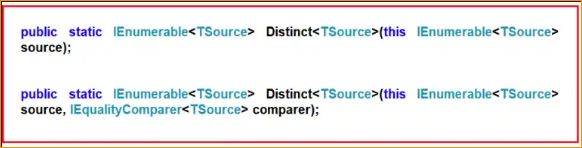 public static IEnumerable<TSource> Distinct<TSource>(this IEnumerable<TSource>
source);
public static IEnumerable<TSource> Distinct<TSource>(this IEnumerable<TSource>
source, IEqualityComparer<TSource> comparer);